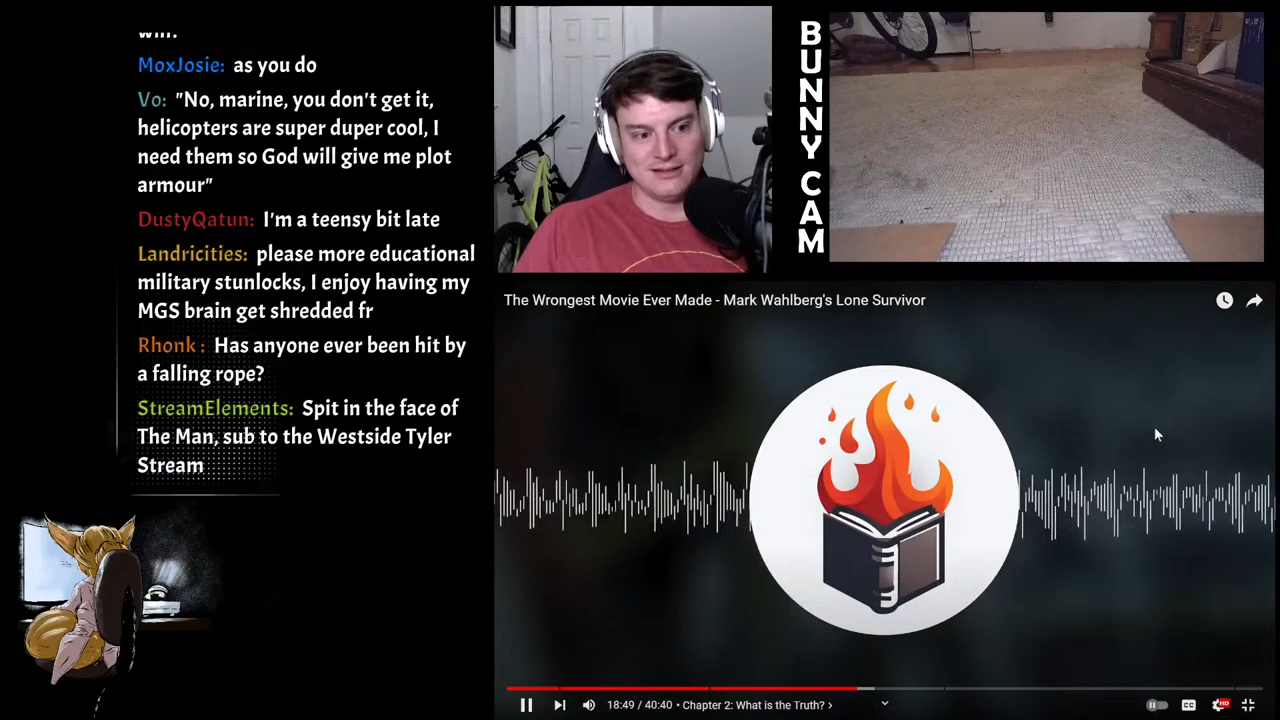 MoxJosie: as you do
Vo: "No, marine, you don't get it,
helicopters are super duper cool, I
need them so God will give me plot
armour"
DustyQatun: I'm a teensy bit late
Landricities: please more educational
military stunlocks, I enjoy having my
MGS brain get shredded fr
Rhonk : Has anyone ever been hit by
a falling rope?
StreamElements: Spit in the face of
The Man, sub to the Westside Tyler
Stream
BUNNY CAM
The Wrongest Movie Ever Made - Mark Wahlberg's Lone Survivor
18:49 / 40:40 • Chapter 2: What is the Truth? ›
CC
HD